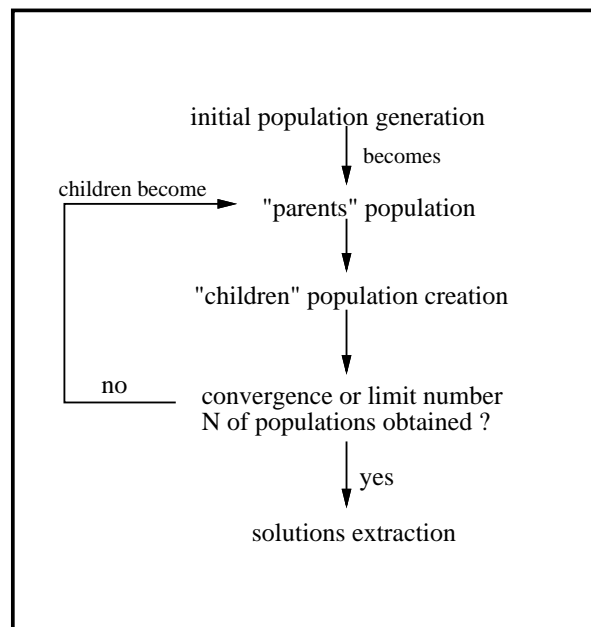 initial population generation
becomes
children become
"parents" population
"children" population creation
no
convergence or limit number
N of populations obtained ?
yes
solutions extraction